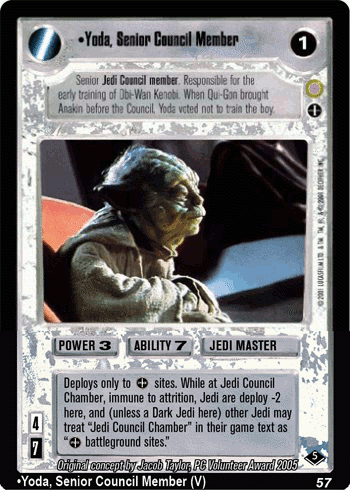 •Yoda, Senior Council Member
1
Senior Jedi Council member. Responsible for the
early training of Obi-Wan Kenobi. When Qui-Gon brought
Anakin before the Council, Yoda voted not to train the boy.
POWER 3
ABILITY 7
JEDI MASTER
Deploys only to sites. While at Jedi Council
Chamber, immune to attrition, Jedi are deploy -2
here, and (unless a Dark Jedi here) other Jedi may
treat “Jedi Council Chamber” in their game text as
“ battleground sites.”
4
7
5
Original concept by Jacob Taylor, PC Volunteer Award 2005
•Yoda, Senior Council Member (V)
57